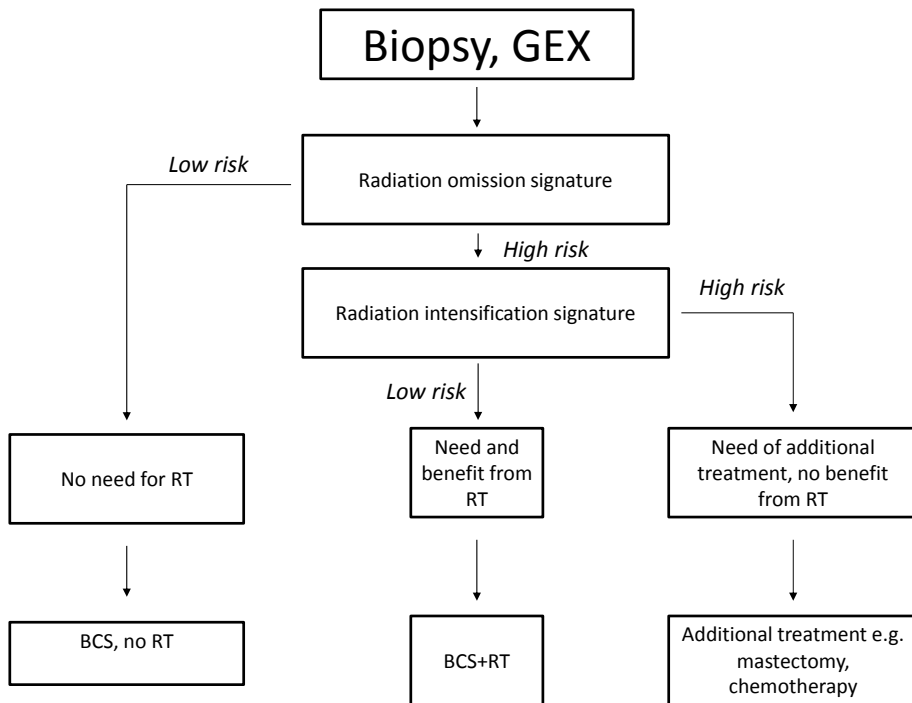 Biopsy, GEX
Low risk
Radiation omission signature
High risk
High risk
Radiation intensification signature
Low risk
No need for RT
Need and
benefit from
RT
Need of additional
treatment, no benefit
from RT
BCS, no RT
BCS+RT
Additional treatment e.g.
mastectomy,
chemotherapy